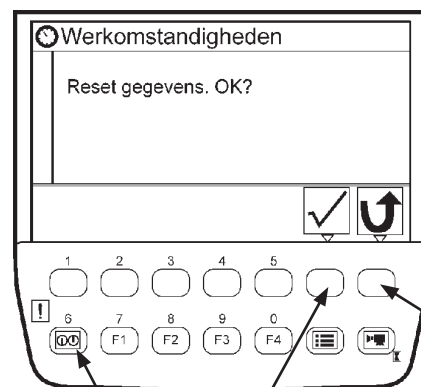 Werkomstandigheden
Reset gegevens. OK?
1 2 3 4 5
!
6 7 8 9 0
F1 F2 F3 F4